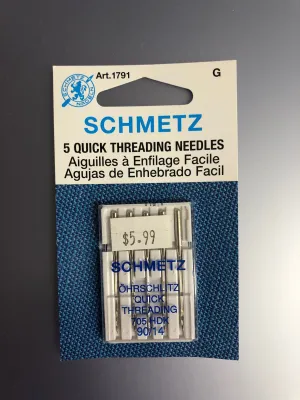 Art.1791
G
SCHMETZ
5 QUICK THREADING NEEDLES
Aiguilles à Enfilage Facile
Agujas de Enhebrado Facil
$5.99
SCHMETZ
ÖHRSCHLITZ
QUICK
THREADING
705 HDK
90/14